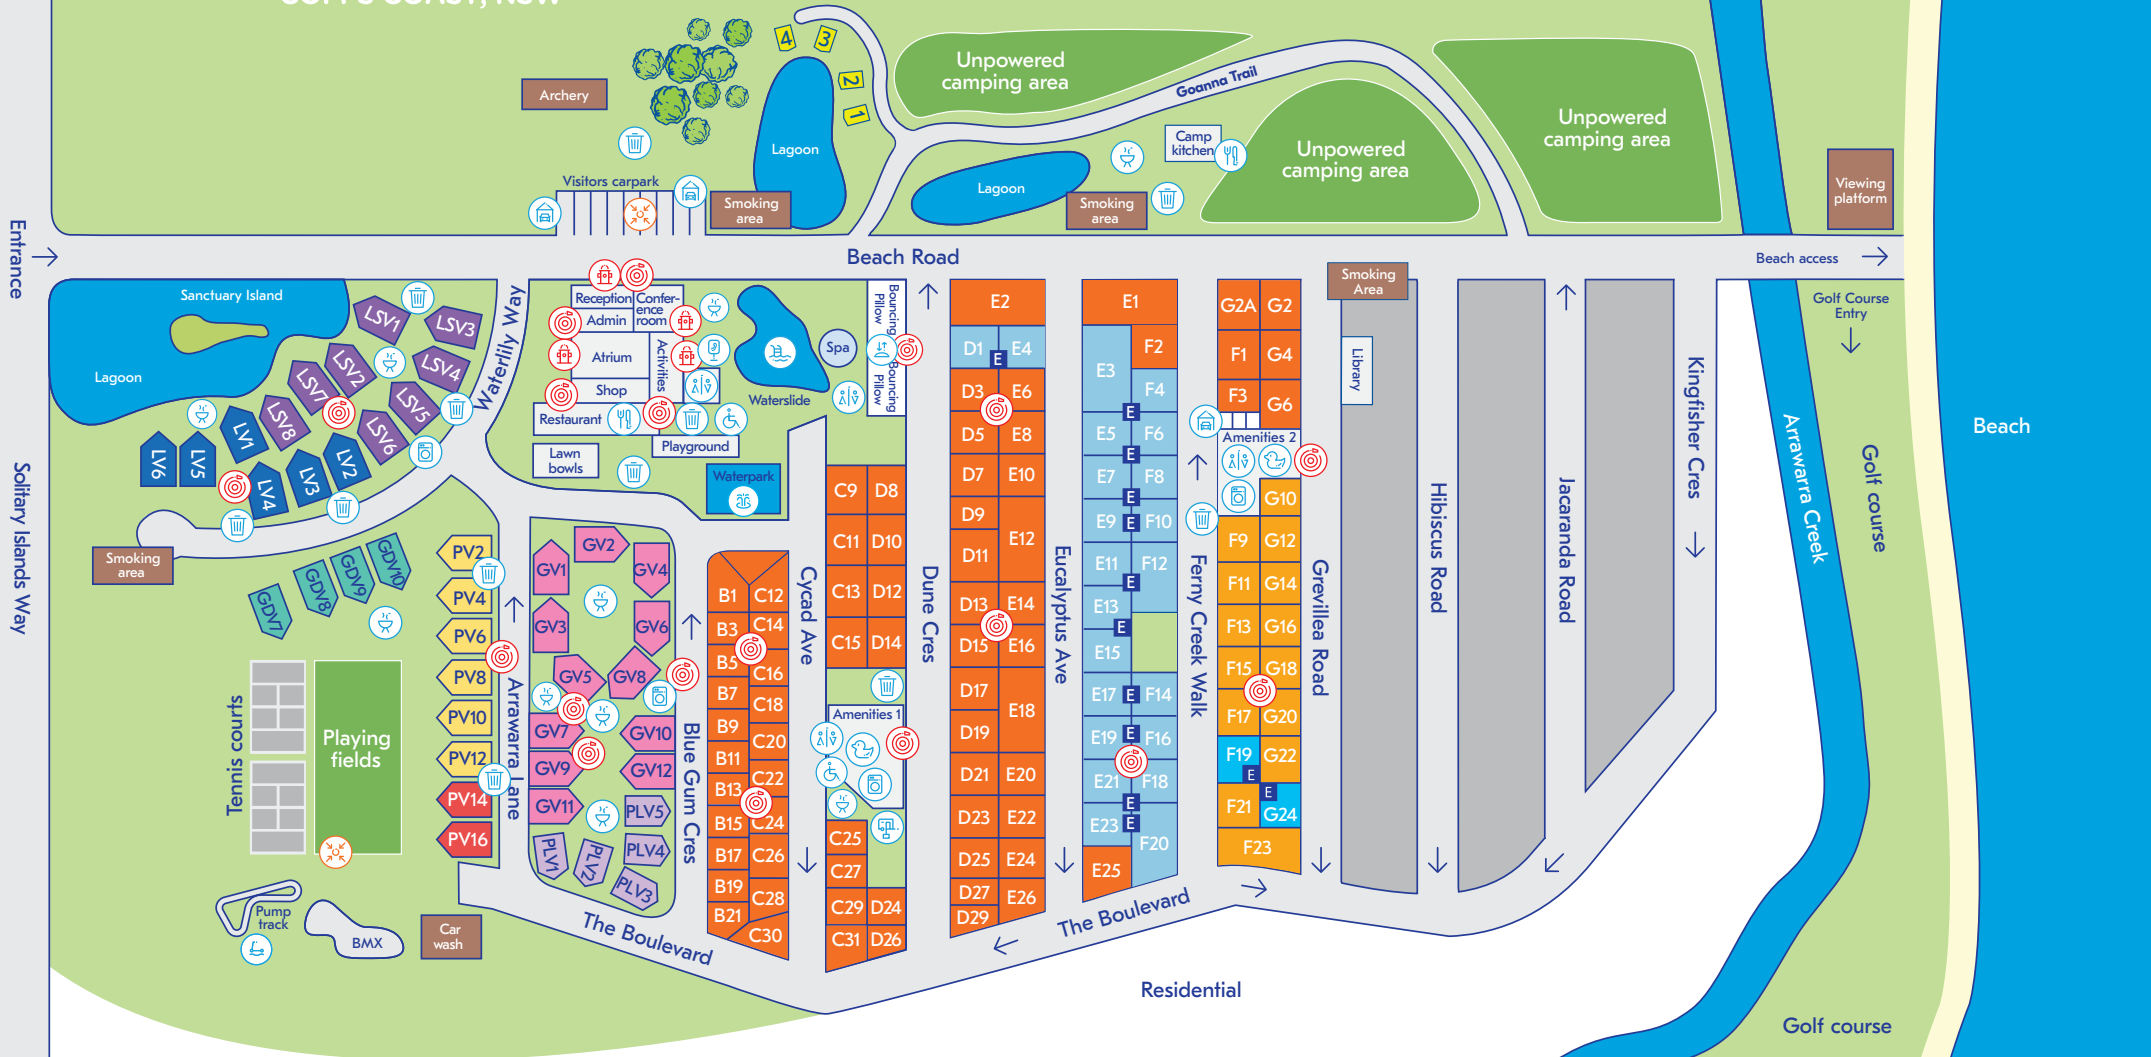 COFFS COAST, NSW
Entrance
Solitary Islands Way
Archery
Visitors carpark
Smoking
area
Lagoon
4
3
2
1
Unpowered
camping area
Goanna Trail
Lagoon
Smoking
area
Camp
kitchen
Unpowered
camping area
Unpowered
camping area
Viewing
platform
Beach Road
Beach access
Golf Course
Entry
Beach
Golf course
Arrawarra Creek
Golf course
Sanctuary Island
Lagoon
LSV1
LSV3
LSV2
LSV4
LSV7
LSV5
LSV8
LSV6
LV1
LV2
LV3
LV4
LV5
LV6
Smoking
area
Waterlily Way
Reception
Confer-
ence
room
Admin
Atrium
Activities
Shop
Restaurant
Playground
Lawn
bowls
Waterpark
Waterslide
Spa
Bouncing
Pillow
Bouncing
Pillow
GDV7
GDV8
GDV9
GDV10
Tennis courts
Playing
fields
Pump
track
BMX
Car
wash
PV2
PV4
PV6
PV8
PV10
PV12
PV14
PV16
Arrawarra Lane
GV1
GV2
GV4
GV3
GV6
GV5
GV8
GV7
GV10
GV9
GV12
GV11
PLV5
PLV1
PLV2
PLV4
PLV3
Blue Gum Cres
The Boulevard
B1
C12
B3
C14
B5
C16
B7
C18
B9
C20
B11
C22
B13
B15
C24
B17
C26
B19
C28
B21
C30
Cycad Ave
C9
D8
C11
D10
C13
D12
C15
D14
Amenities 1
C25
C27
C29
D24
C31
D26
Dune Cres
E2
D1
E
E4
D3
E6
D5
E8
D7
E10
D9
E12
D11
D13
E14
D15
E16
D17
E18
D19
D21
E20
D23
E22
D25
E24
D27
E26
D29
Eucalyptus Ave
E1
F2
E3
F4
E
E5
F6
E
E7
F8
E
E9
E
F10
E11
F12
E
E13
E
E15
E17
E
F14
E19
E
F16
E21
F18
E
E23
E
F20
E25
The Boulevard
Ferny Creek Walk
G2A
G2
F1
G4
F3
G6
Amenities 2
G10
F9
G12
F11
G14
F13
G16
F15
G18
F17
G20
F19
E
G22
F21
E
G24
F23
Grevillea Road
Smoking
Area
Library
Hibiscus Road
Jacaranda Road
Kingfisher Cres
Residential